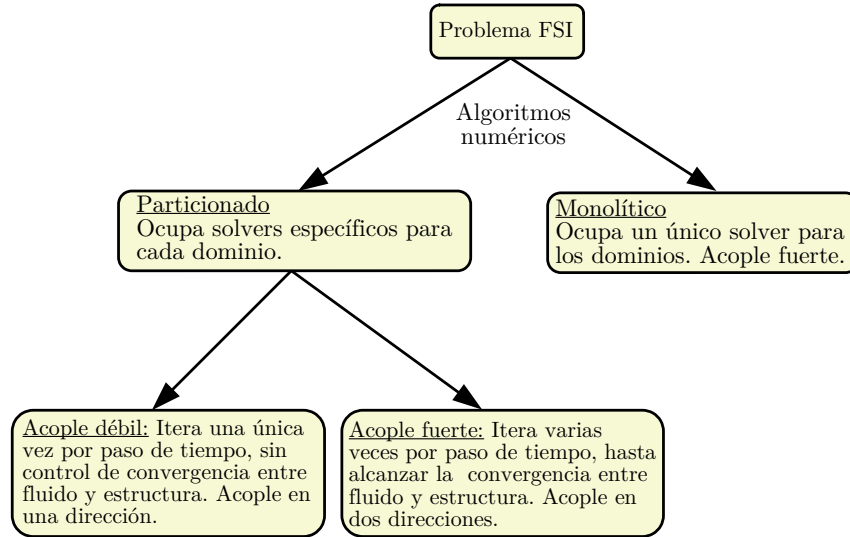 Problema FSI
Algoritmos
numéricos
Particionado
Ocupa solvers específicos para
cada dominio.
Monolítico
Ocupa un único solver para
los dominios. Acople fuerte.
Acople débil: Itera una única
vez por paso de tiempo, sin
control de convergencia entre
fluido y estructura. Acople en
una dirección.
Acople fuerte: Itera varias
veces por paso de tiempo, hasta
alcanzar la convergencia entre
fluido y estructura. Acople en
dos direcciones.